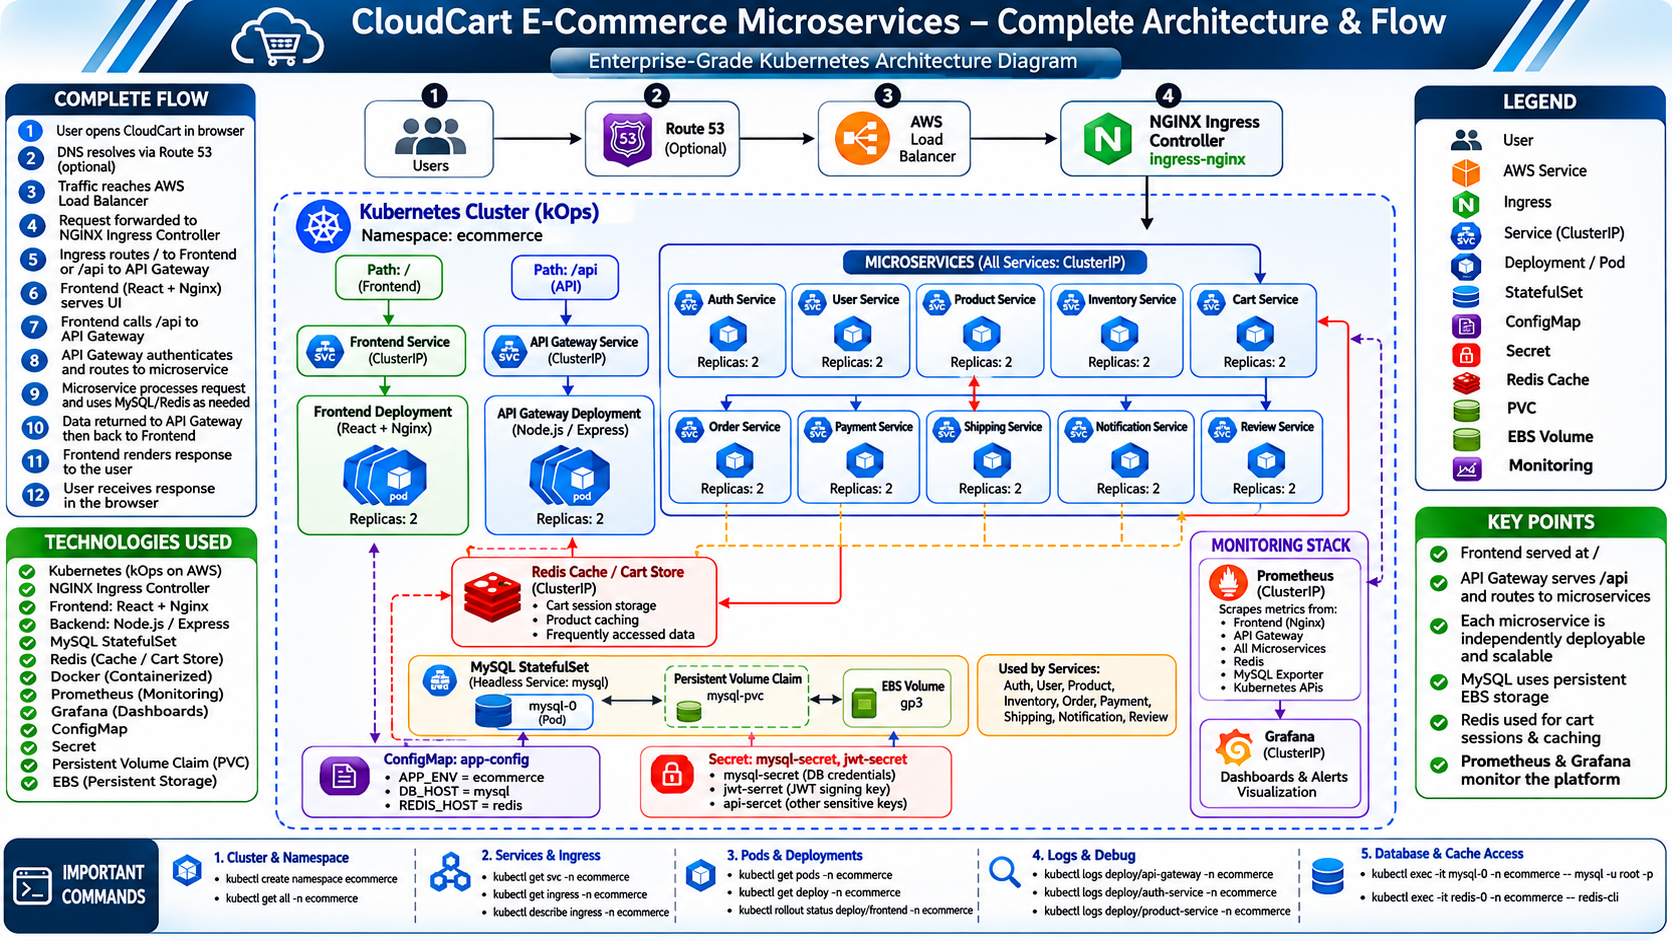 CloudCart E-Commerce Microservices – Complete Architecture & Flow
Enterprise-Grade Kubernetes Architecture Diagram
COMPLETE FLOW
1 User opens CloudCart in browser
2 DNS resolves via Route 53
(optional)
3 Traffic reaches AWS
Load Balancer
4 Request forwarded to
NGINX Ingress Controller
5 Ingress routes / to Frontend
or /api to API Gateway
6 Frontend (React + Nginx)
serves UI
7 Frontend calls /api to
API Gateway
8 API Gateway authenticates
and routes to microservice
9 Microservice processes request
and uses MySQL/Redis as needed
10 Data returned to API Gateway
then back to Frontend
11 Frontend renders response
to the user
12 User receives response
in the browser
TECHNOLOGIES USED
Kubernetes (kOps on AWS)
NGINX Ingress Controller
Frontend: React + Nginx
Backend: Node.js / Express
MySQL StatefulSet
Redis (Cache / Cart Store)
Docker (Containerized)
Prometheus (Monitoring)
Grafana (Dashboards)
ConfigMap
Secret
Persistent Volume Claim (PVC)
EBS (Persistent Storage)
1
Users
2
53
Route 53
(Optional)
3
AWS
Load
Balancer
4
N
NGINX Ingress
Controller
ingress-nginx
Kubernetes Cluster (kOps)
Namespace: ecommerce
Path: /
(Frontend)
Path: /api
(API)
SVC
Frontend Service
(ClusterIP)
SVC
API Gateway Service
(ClusterIP)
Frontend Deployment
(React + Nginx)
pod
Replicas: 2
API Gateway Deployment
(Node.js / Express)
pod
Replicas: 2
MICROSERVICES (All Services: ClusterIP)
SVC
Auth Service
Replicas: 2
SVC
User Service
Replicas: 2
SVC
Product Service
Replicas: 2
SVC
Inventory Service
Replicas: 2
SVC
Cart Service
Replicas: 2
SVC
Order Service
Replicas: 2
SVC
Payment Service
Replicas: 2
SVC
Shipping Service
Replicas: 2
SVC
Notification Service
Replicas: 2
SVC
Review Service
Replicas: 2
Redis Cache / Cart Store
(ClusterIP)
• Cart session storage
• Product caching
• Frequently accessed data
MySQL StatefulSet
(Headless Service: mysql)
mysql-0
(Pod)
Persistent Volume Claim
mysql-pvc
EBS Volume
gp3
Used by Services:
Auth, User, Product,
Inventory, Order, Payment,
Shipping, Notification, Review
ConfigMap: app-config
• APP_ENV = ecommerce
• DB_HOST = mysql
• REDIS_HOST = redis
Secret: mysql-secret, jwt-secret
• mysql-secret (DB credentials)
• jwt-serret (JWT signing key)
• api-sercet (other sensitive keys)
MONITORING STACK
Prometheus
(ClusterIP)
Scrapes metrics from:
• Frontend (Nginx)
• API Gateway
• All Microservices
• Redis
• MySQL Exporter
• Kubernetes APIs
Grafana
(ClusterIP)
Dashboards & Alerts
Visualization
LEGEND
User
AWS Service
N Ingress
SVC Service (ClusterIP)
Deployment / Pod
StatefulSet
ConfigMap
Secret
Redis Cache
PVC
EBS Volume
Monitoring
KEY POINTS
Frontend served at /
API Gateway serves /api
and routes to microservices
Each microservice is
independently deployable
and scalable
MySQL uses persistent
EBS storage
Redis used for cart
sessions & caching
Prometheus & Grafana
monitor the platform
IMPORTANT
COMMANDS
1. Cluster & Namespace
• kubectl create namespace ecommerce
• kubectl get all -n ecommerce
2. Services & Ingress
• kubectl get svc -n ecommerce
• kubectl get ingress -n ecommerce
• kubectl describe ingress -n ecommerce
3. Pods & Deployments
• kubectl get pods -n ecommerce
• kubectl get deploy -n ecommerce
• kubectl rollout status deploy/frontend -n ecommerce
4. Logs & Debug
• kubectl logs deploy/api-gateway -n ecommerce
• kubectl logs deploy/auth-service -n ecommerce
• kubectl logs deploy/product-service -n ecommerce
5. Database & Cache Access
• kubectl exec -it mysql-0 -n ecommerce -- mysql -u root -p
• kubectl exec -it redis-0 -n ecommerce -- redis-cli